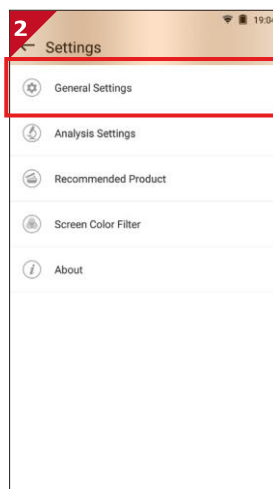 2
19:04
← Settings
General Settings
Analysis Settings
Recommended Product
Screen Color Filter
i About